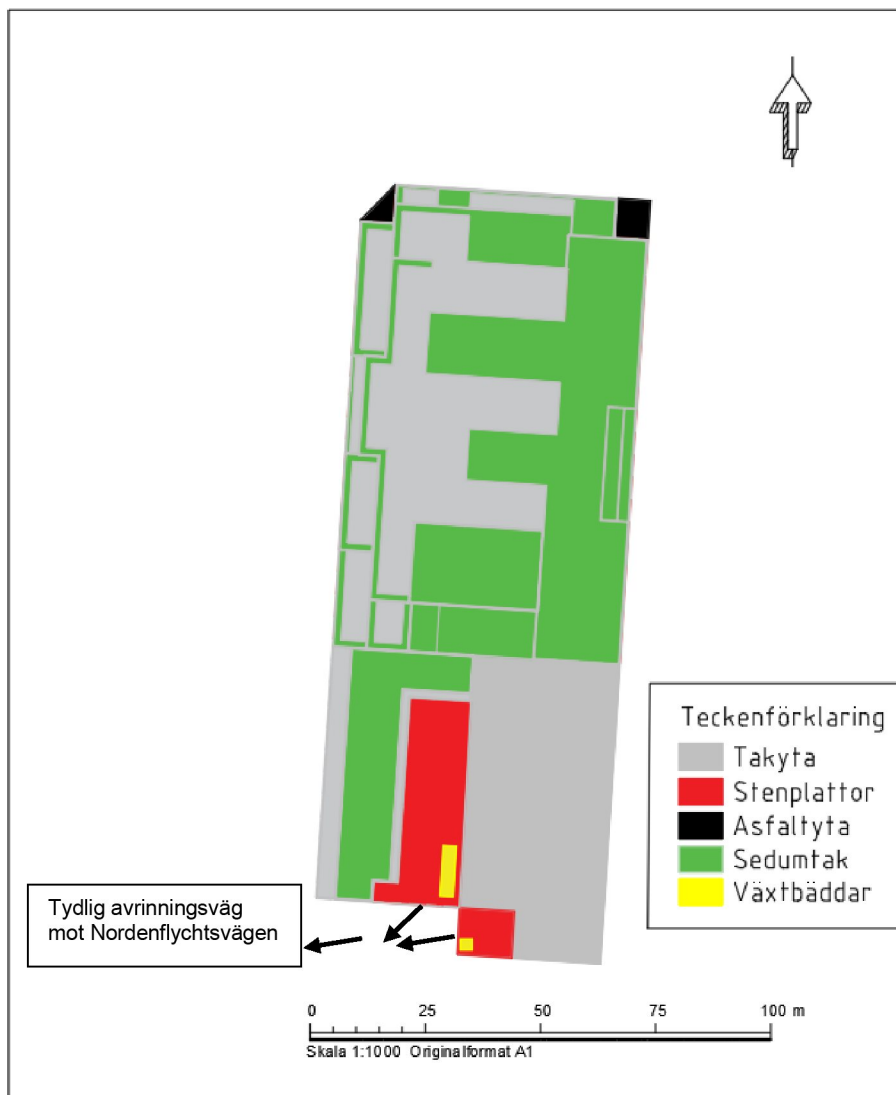 Teckenförklaring
Takyta
Stenplattor
Asfaltyta
Sedumtak
Växtbäddar
Tydlig avrinningsväg
mot Nordenflychtsvägen
0 25 50 75 100 m
Skala 1:1000 Originalformat A1